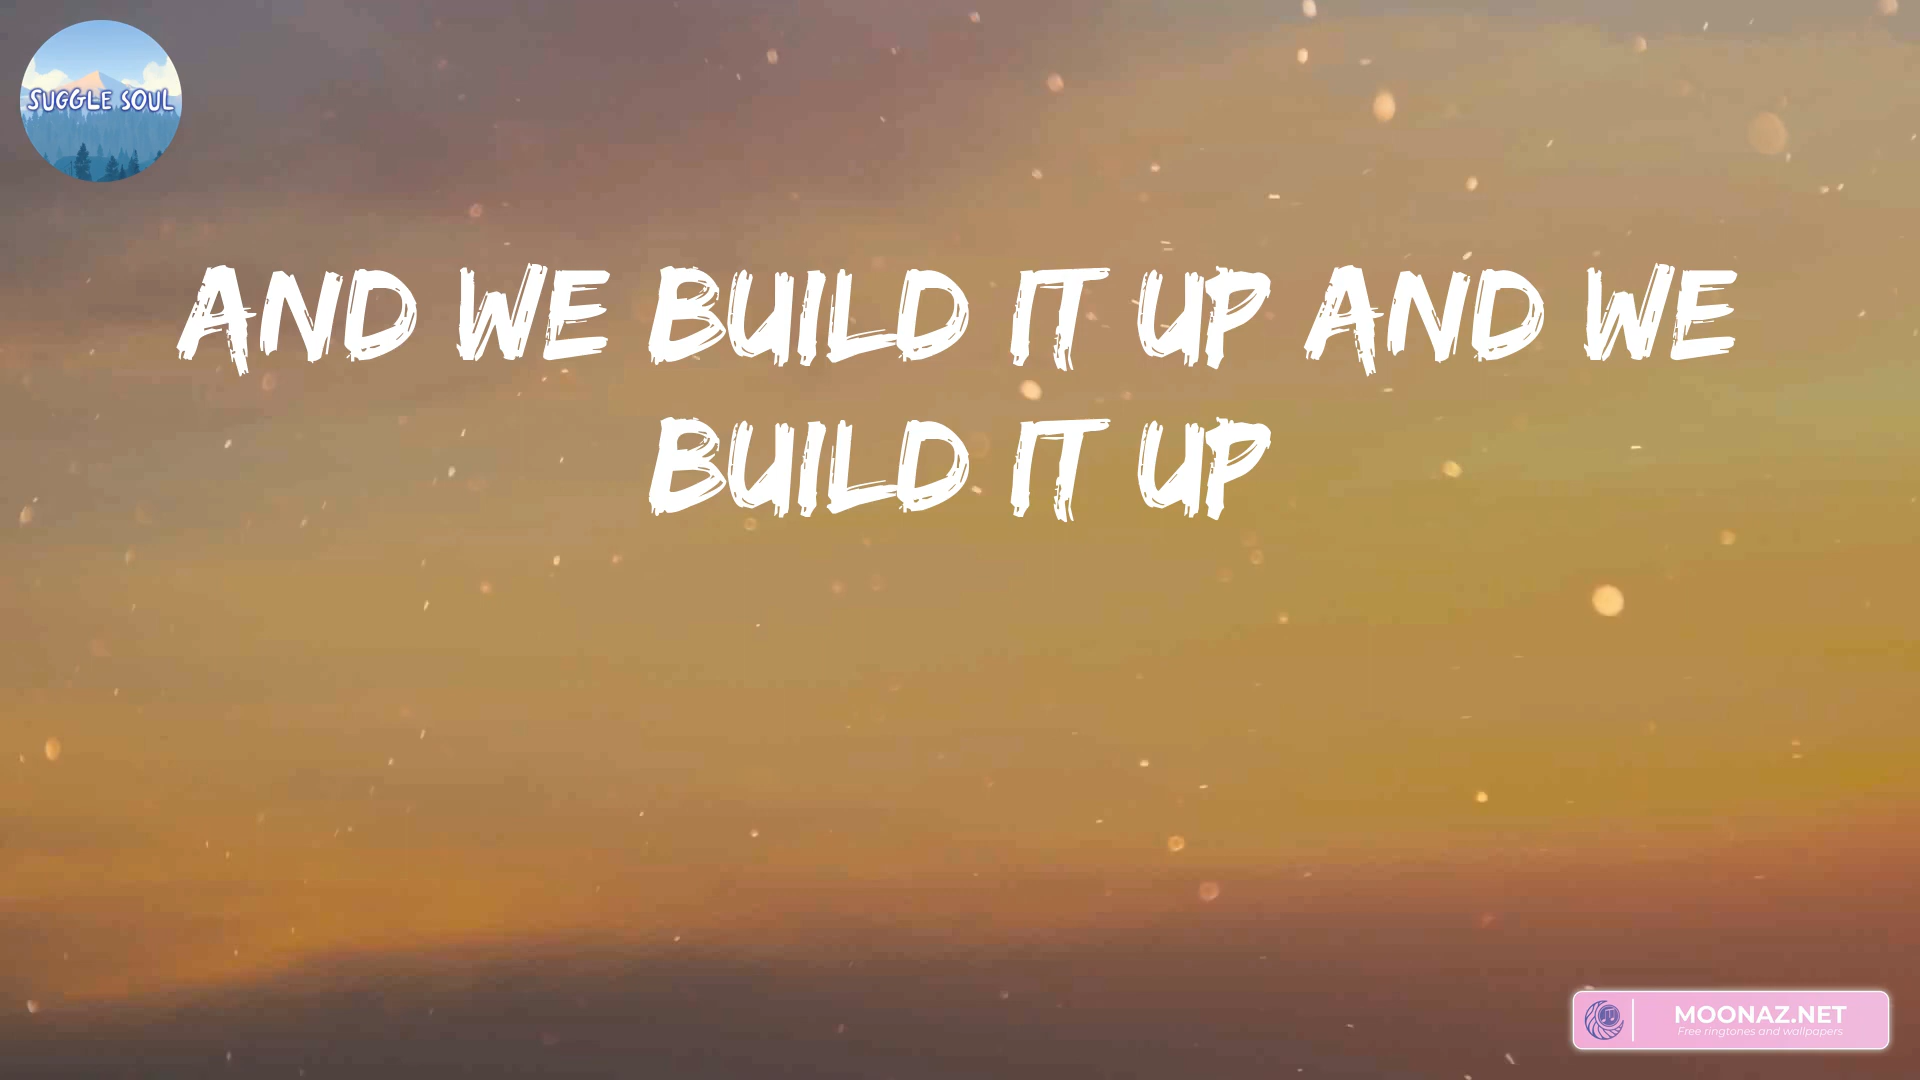 SUGGLE SOUL
AND WE BUILD IT UP AND WE
BUILD IT UP
MOONAZ.NET
Free ringtones and wallpapers